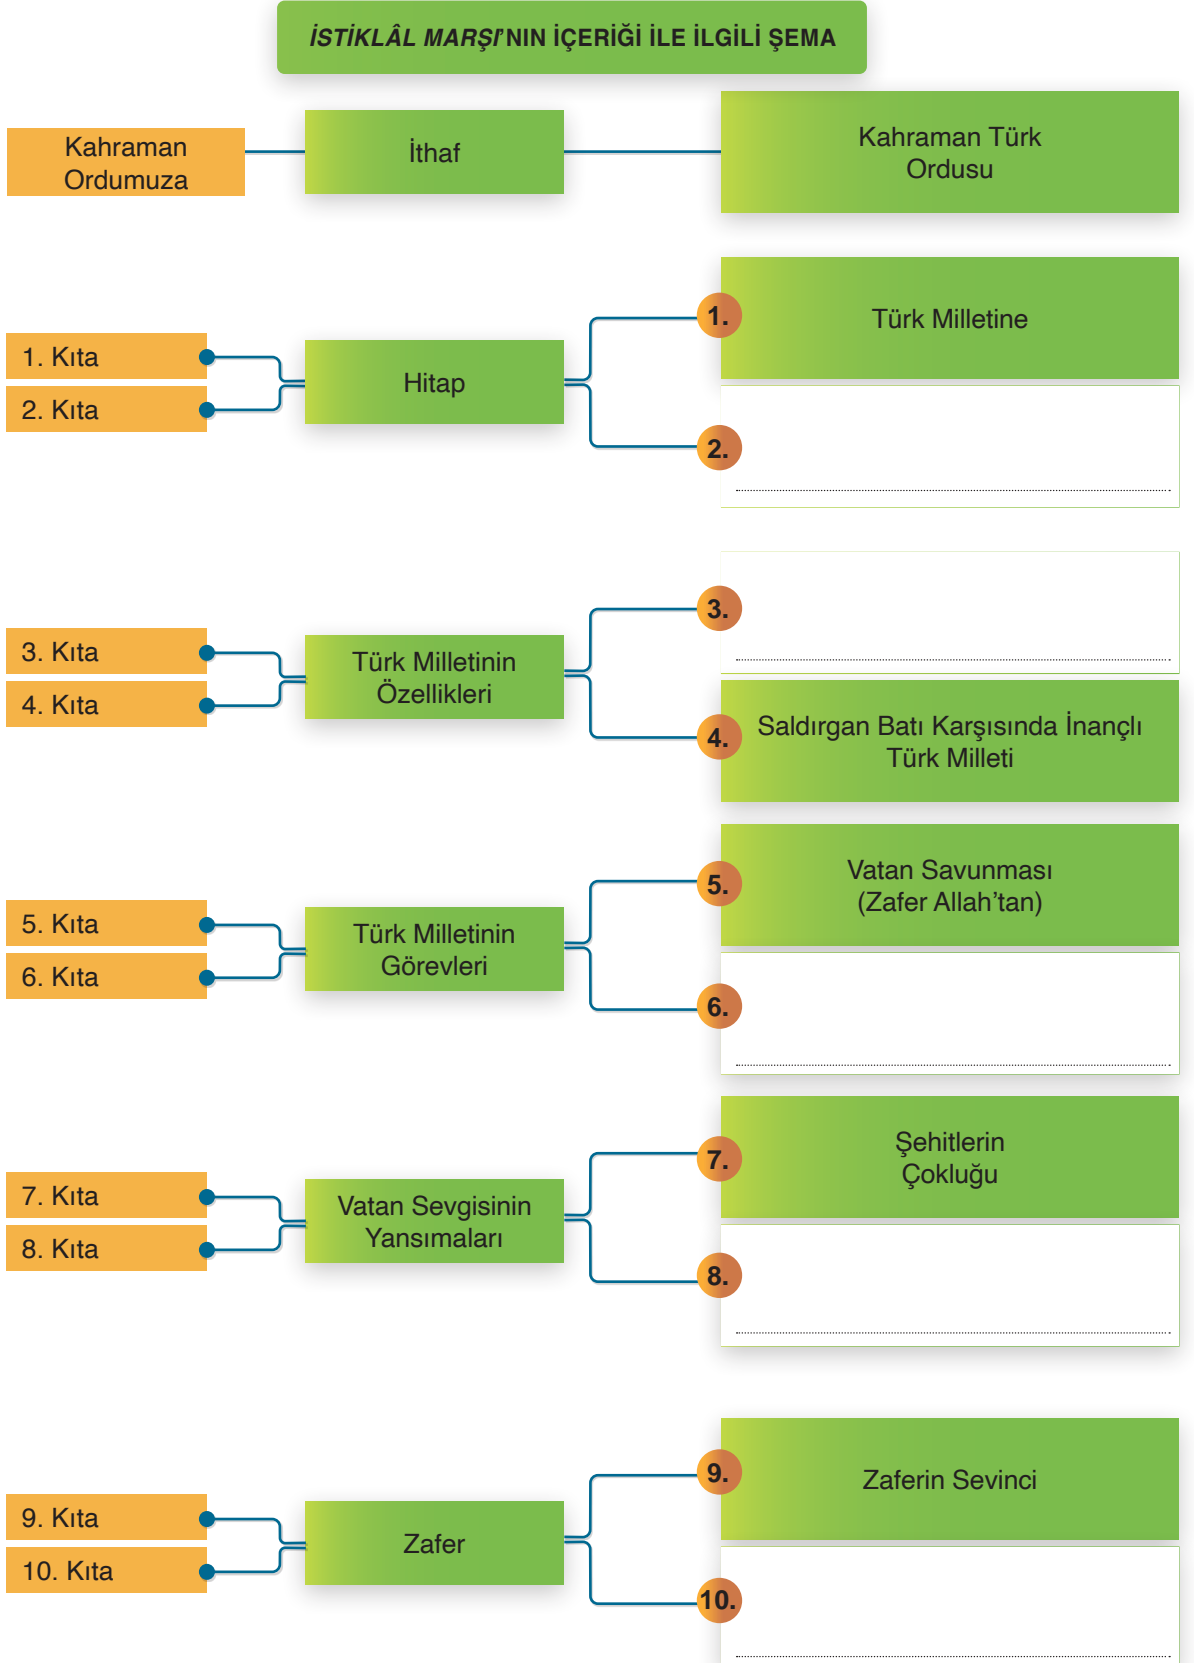 İSTİKLÂL MARŞI’NIN İÇERİĞİ İLE İLGİLİ ŞEMA
Kahraman
Ordumuza
İthaf
Kahraman Türk
Ordusu
1. Kıta
2. Kıta
Hitap
1.
Türk Milletine
2.
3. Kıta
4. Kıta
Türk Milletinin
Özellikleri
3.
4.
Saldırgan Batı Karşısında İnançlı
Türk Milleti
5. Kıta
6. Kıta
Türk Milletinin
Görevleri
5.
Vatan Savunması
(Zafer Allah’tan)
6.
7. Kıta
8. Kıta
Vatan Sevgisinin
Yansımaları
7.
Şehitlerin
Çokluğu
8.
9. Kıta
10. Kıta
Zafer
9.
Zaferin Sevinci
10.